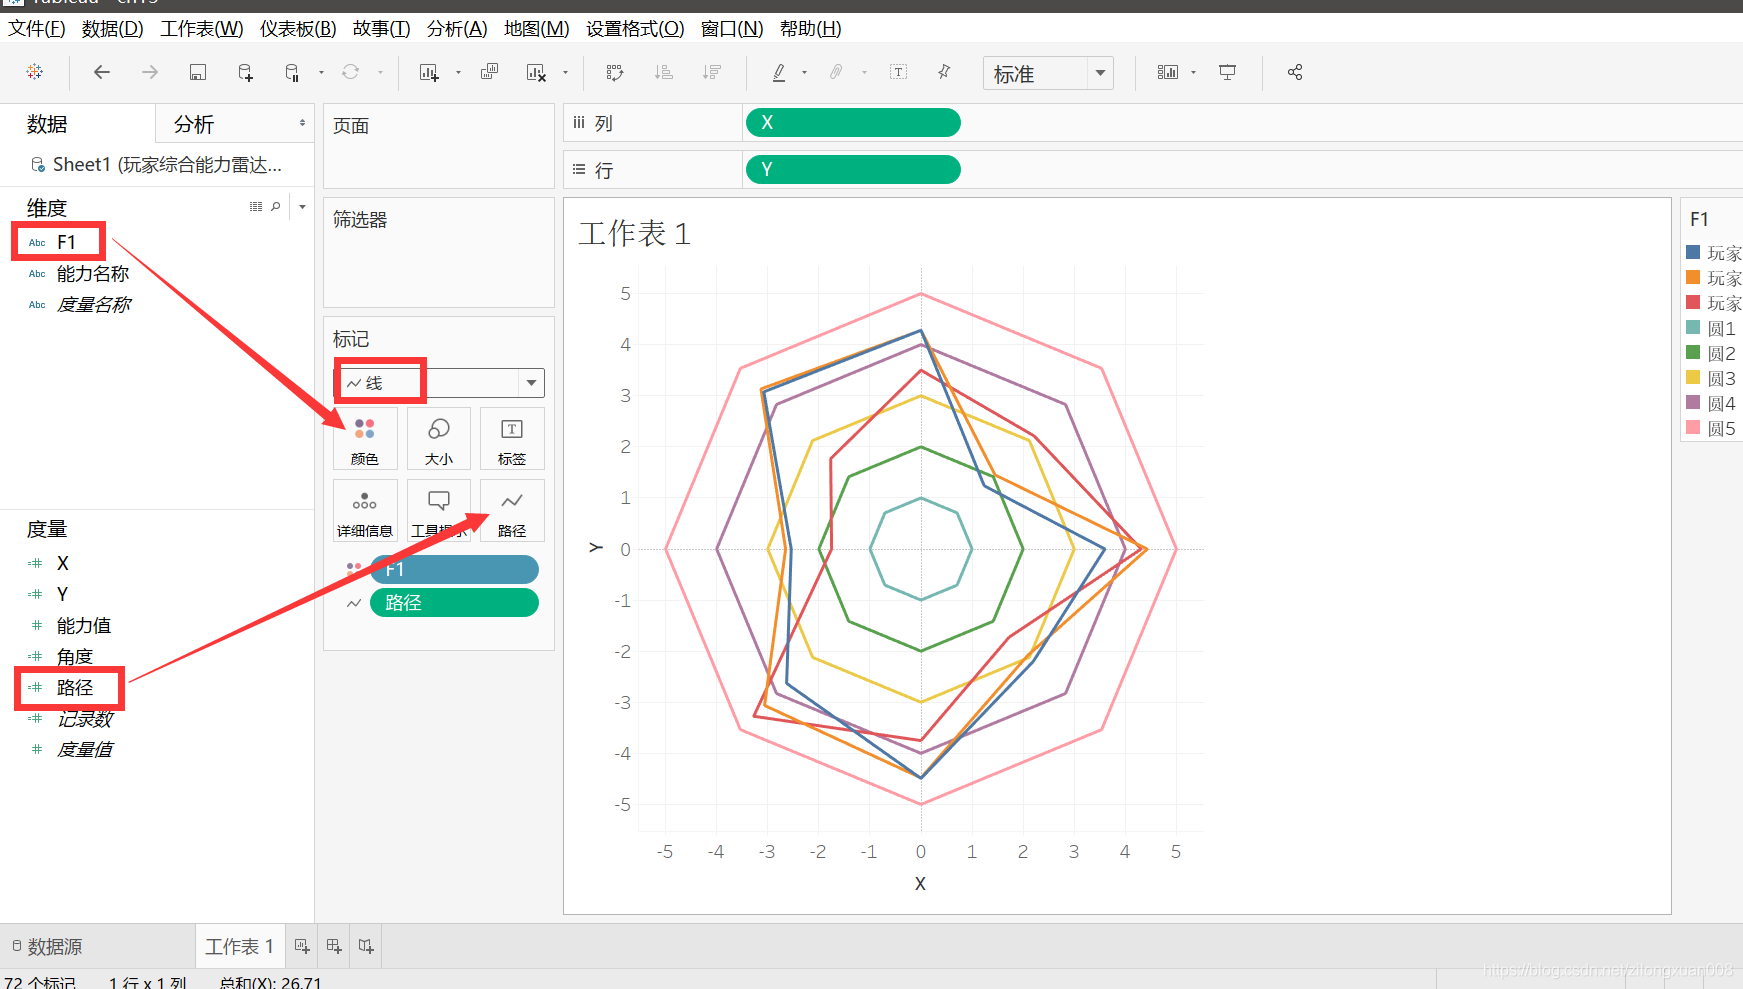 文件(F) 数据(D) 工作表(W) 仪表板(B) 故事(T) 分析(A) 地图(M) 设置格式(O) 窗口(N) 帮助(H)
标准
数据 分析
Sheet1 (玩家综合能力雷达...
维度
Abc F1
Abc 能力名称
Abc 度量名称
度量
X
Y
能力值
角度
路径
记录数
度量值
页面
筛选器
标记
线
颜色 大小 标签
详细信息 路径
F1
路径
列 X
行 Y
工作表 1
5
4
3
2
1
0
-1
-2
-3
-4
-5
Y
-5 -4 -3 -2 -1 0 1 2 3 4 5
X
F1
玩家
玩家
玩家
圆1
圆2
圆3
圆4
圆5
数据源 工作表 1
72 个标记 1 行 x 1 列 总和(X): 26.71
https://blog.csdn.net/zilongxuan008